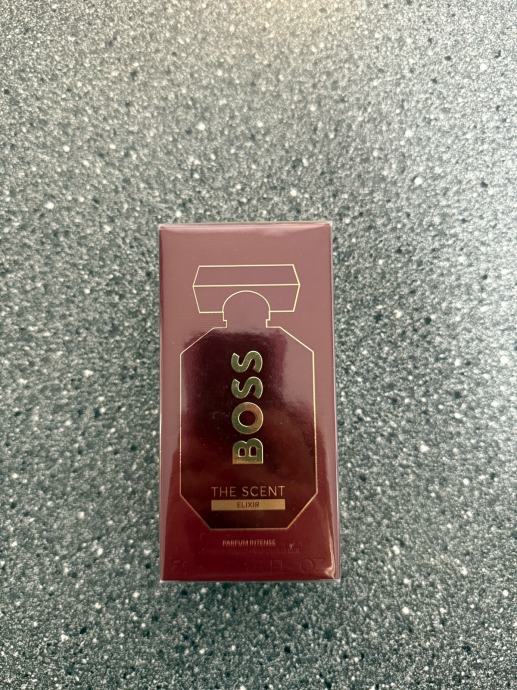 BOSS
THE SCENT
ELIXIR
PARFUM INTENSE